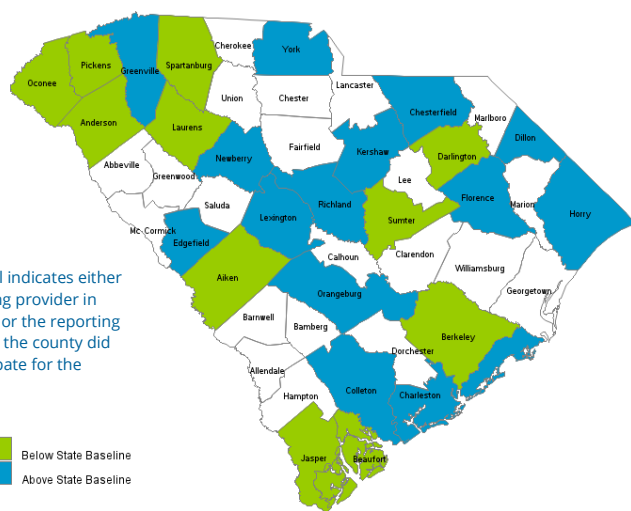 Cherokee
York
Spartanburg
Pickens
Greenville
Oconee
Lancaster
Union
Chester
Chesterfield
Marlboro
Anderson
Laurens
Dillon
Fairfield
Kershaw
Darlington
Newberry
Abbeville
Greenwood
Lee
Florence
Marion
Saluda
Richland
Horry
Lexington
Sumter
Mc Cormick
Edgefield
Calhoun
Clarendon
Williamsburg
Aiken
Georgetown
Orangeburg
Barnwell
Bamberg
Berkeley
Dorchester
Allendale
Colleton
Charleston
Hampton
Jasper
Beaufort
indicates either
provider in
or the reporting
the county did
for the
Below State Baseline
Above State Baseline